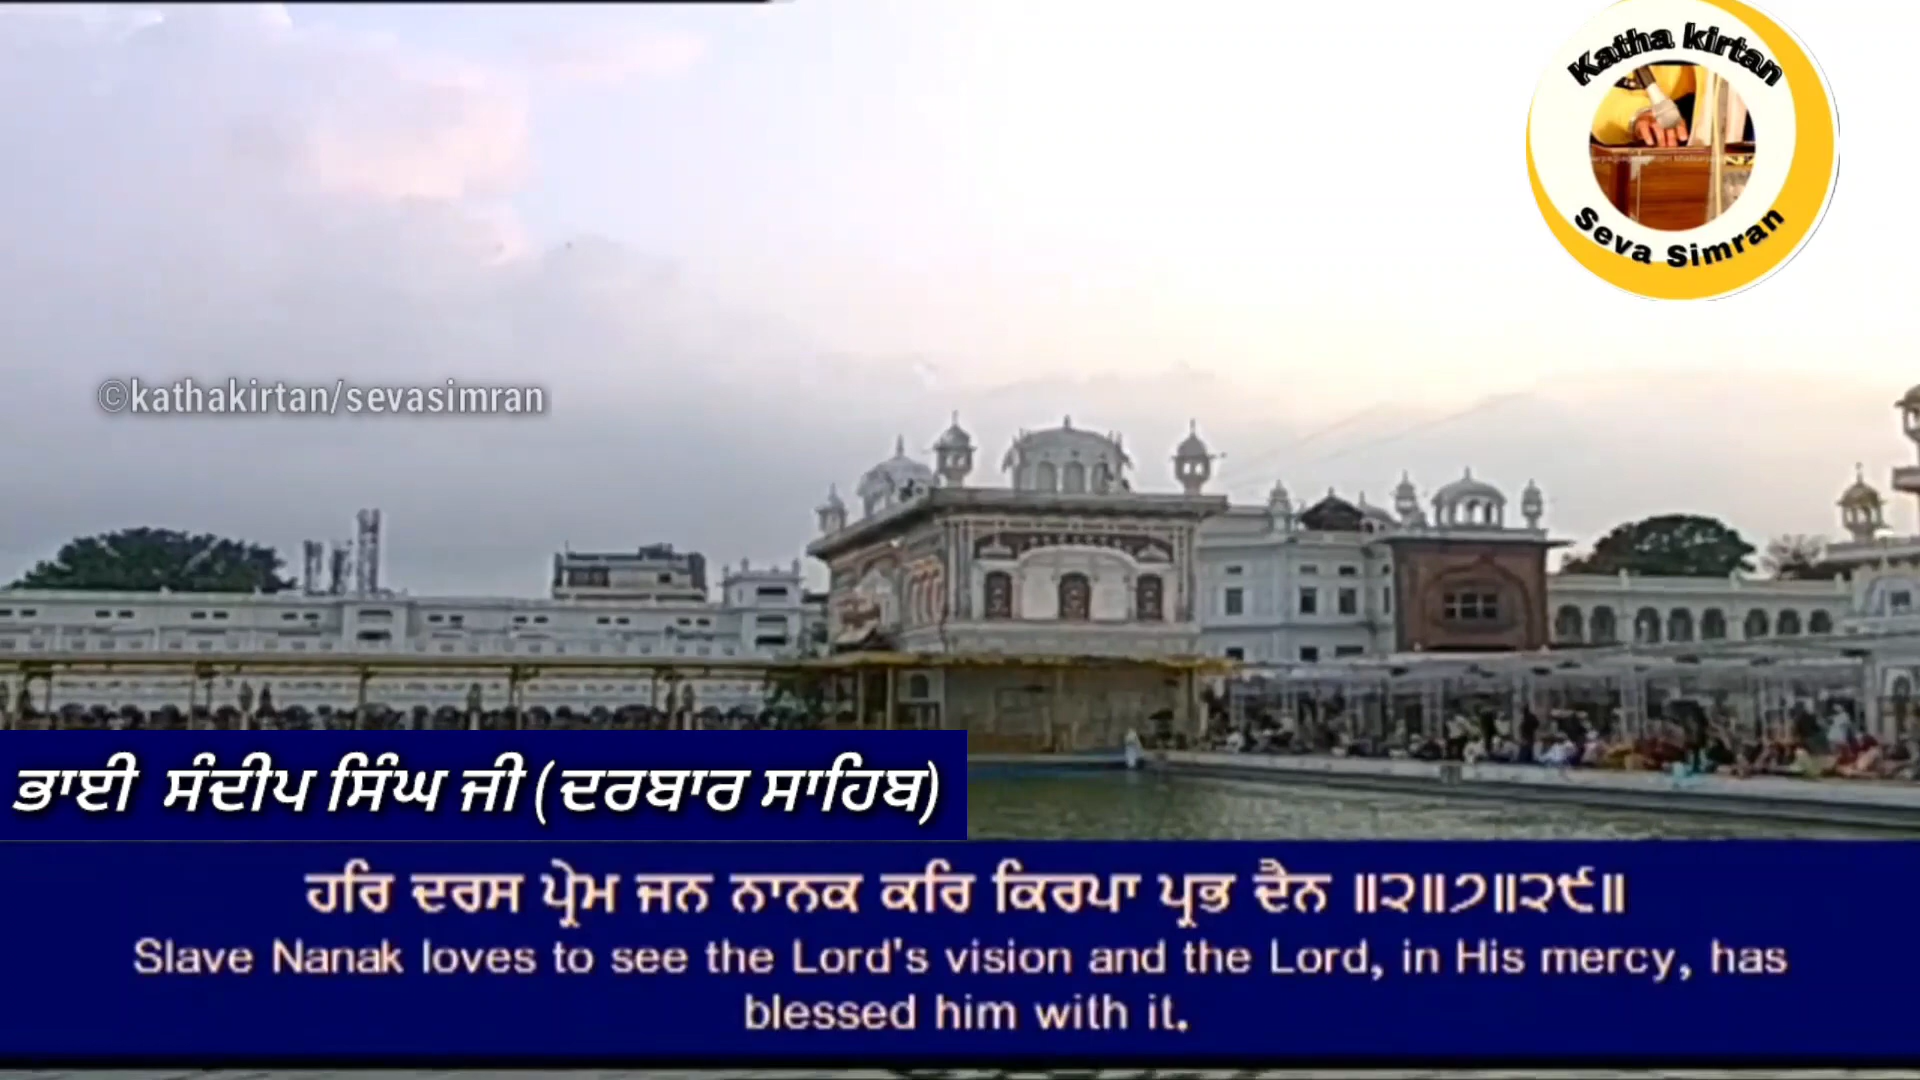 Katha kirtan
Seva Simran
©kathakirtan/sevasimran
ਭਾਈ ਸੰਦੀਪ ਸਿੰਘ ਜੀ (ਦਰਬਾਰ ਸਾਹਿਬ)
ਹਰਿ ਦਰਸ ਪ੍ਰੇਮ ਜਨ ਨਾਨਕ ਕਰਿ ਕਿਰਪਾ ਪ੍ਰਭ ਦੈਨ ॥੨॥੭॥੨੯॥
Slave Nanak loves to see the Lord's vision and the Lord, in His mercy, has
blessed him with it.